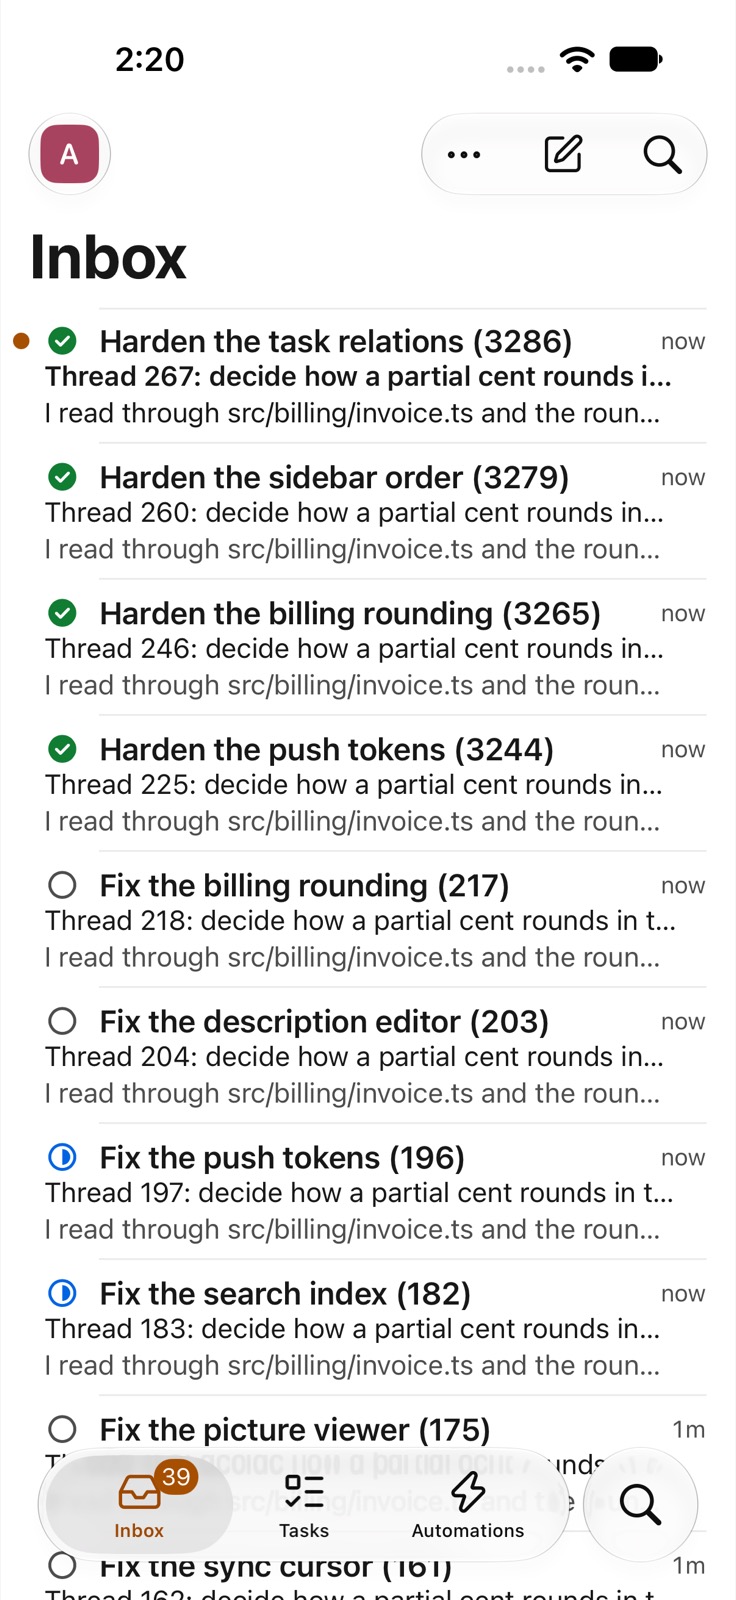 2:20
A
Inbox
Harden the task relations (3286) now
Thread 267: decide how a partial cent rounds i...
I read through src/billing/invoice.ts and the roun...
Harden the sidebar order (3279) now
Thread 260: decide how a partial cent rounds in...
I read through src/billing/invoice.ts and the roun...
Harden the billing rounding (3265) now
Thread 246: decide how a partial cent rounds in...
I read through src/billing/invoice.ts and the roun...
Harden the push tokens (3244) now
Thread 225: decide how a partial cent rounds in...
I read through src/billing/invoice.ts and the roun...
Fix the billing rounding (217) now
Thread 218: decide how a partial cent rounds in t...
I read through src/billing/invoice.ts and the roun...
Fix the description editor (203) now
Thread 204: decide how a partial cent rounds in...
I read through src/billing/invoice.ts and the roun...
Fix the push tokens (196) now
Thread 197: decide how a partial cent rounds in t...
I read through src/billing/invoice.ts and the roun...
Fix the search index (182) now
Thread 183: decide how a partial cent rounds in...
I read through src/billing/invoice.ts and the roun...
Fix the picture viewer (175) 1m
39
Inbox Tasks Automations
Fix the sync cursor (161) 1m
Thread 162: decide how a partial cent rounds in t...